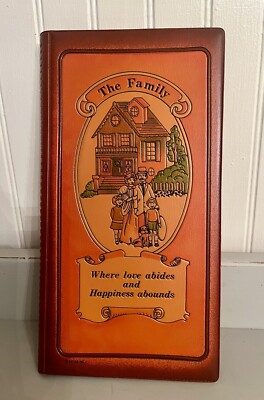 The Family
Where love abides
and
Happiness abounds